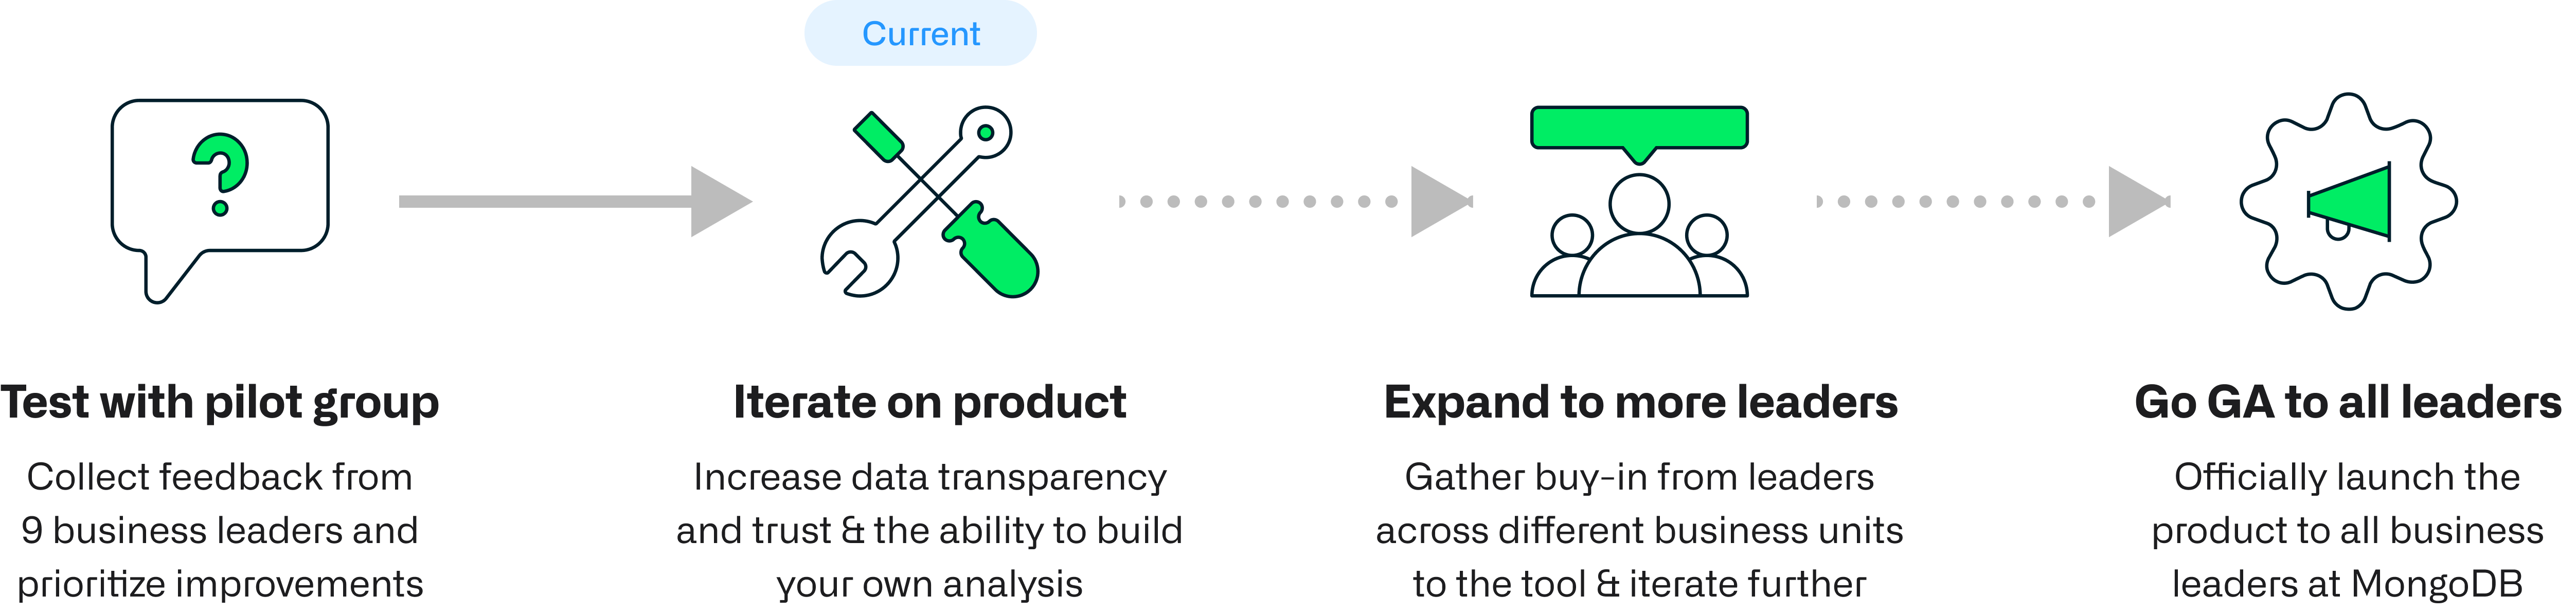 Current
?
Test with pilot group
Collect feedback from
9 business leaders and
prioritize improvements
Iterate on product
Increase data transparency
and trust & the ability to build
your own analysis
Expand to more leaders
Gather buy-in from leaders
across different business units
to the tool & iterate further
Go GA to all leaders
Officially launch the
product to all business
leaders at MongoDB